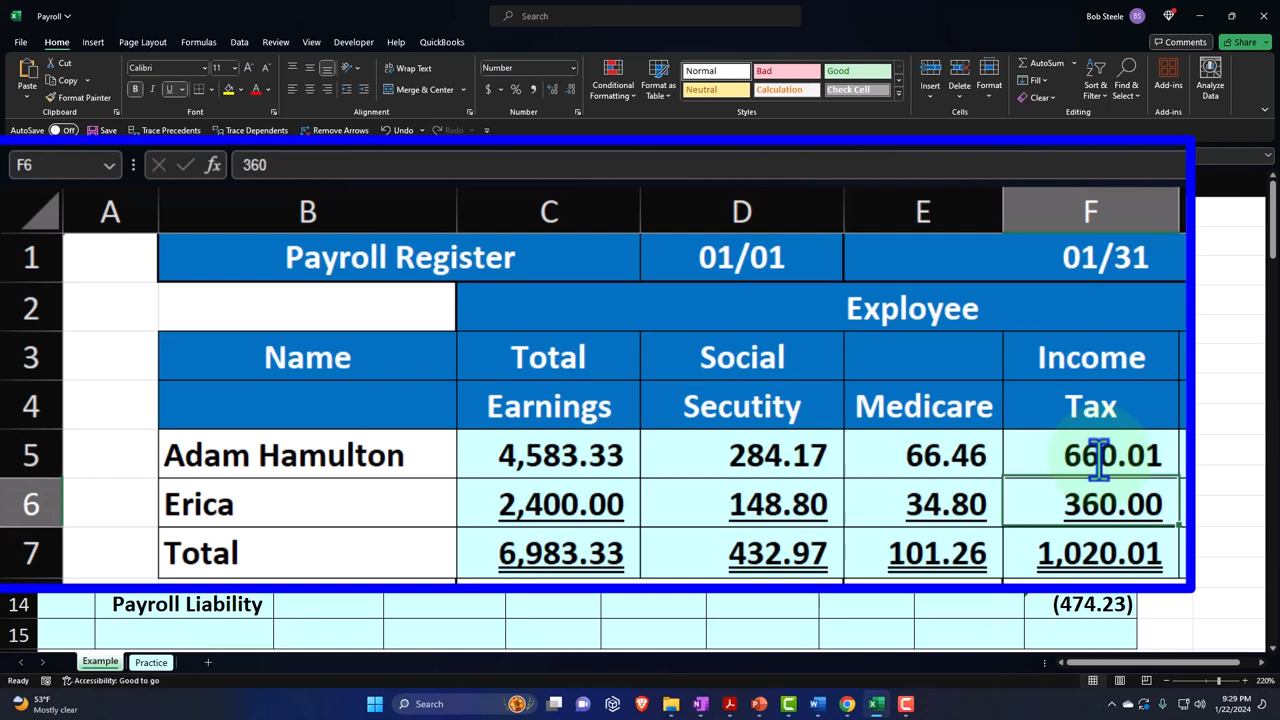 Payroll
Search
Bob Steele BS
File Home Insert Page Layout Formulas Data Review View Developer Help QuickBooks
Comments Share
Paste
Cut
Copy
Format Painter
Clipboard
Calibri 11
B I U
Font
Wrap Text
Merge & Center
Alignment
Number
Number
Conditional Formatting
Format as Table
Normal Bad Good
Neutral Calculation Check Cell
Styles
Insert Delete Format
Cells
AutoSum
Fill
Clear
Sort & Filter
Find & Select
Editing
Add-ins
Add-ins
Analyze Data
AutoSave Off Save Trace Precedents Trace Dependents Remove Arrows Undo
F6 fx 360
A B C D E F
1 Payroll Register 01/01 01/31
2 Exployee
3 Name Total Social Income
4 Earnings Secutity Medicare Tax
5 Adam Hamulton 4,583.33 284.17 66.46 660.01
6 Erica 2,400.00 148.80 34.80 360.00
7 Total 6,983.33 432.97 101.26 1,020.01
14 Payroll Liability (474.23)
15
Example Practice
Ready Accessibility: Good to go 220%
53°F
Mostly clear
Search
9:29 PM
1/22/2024